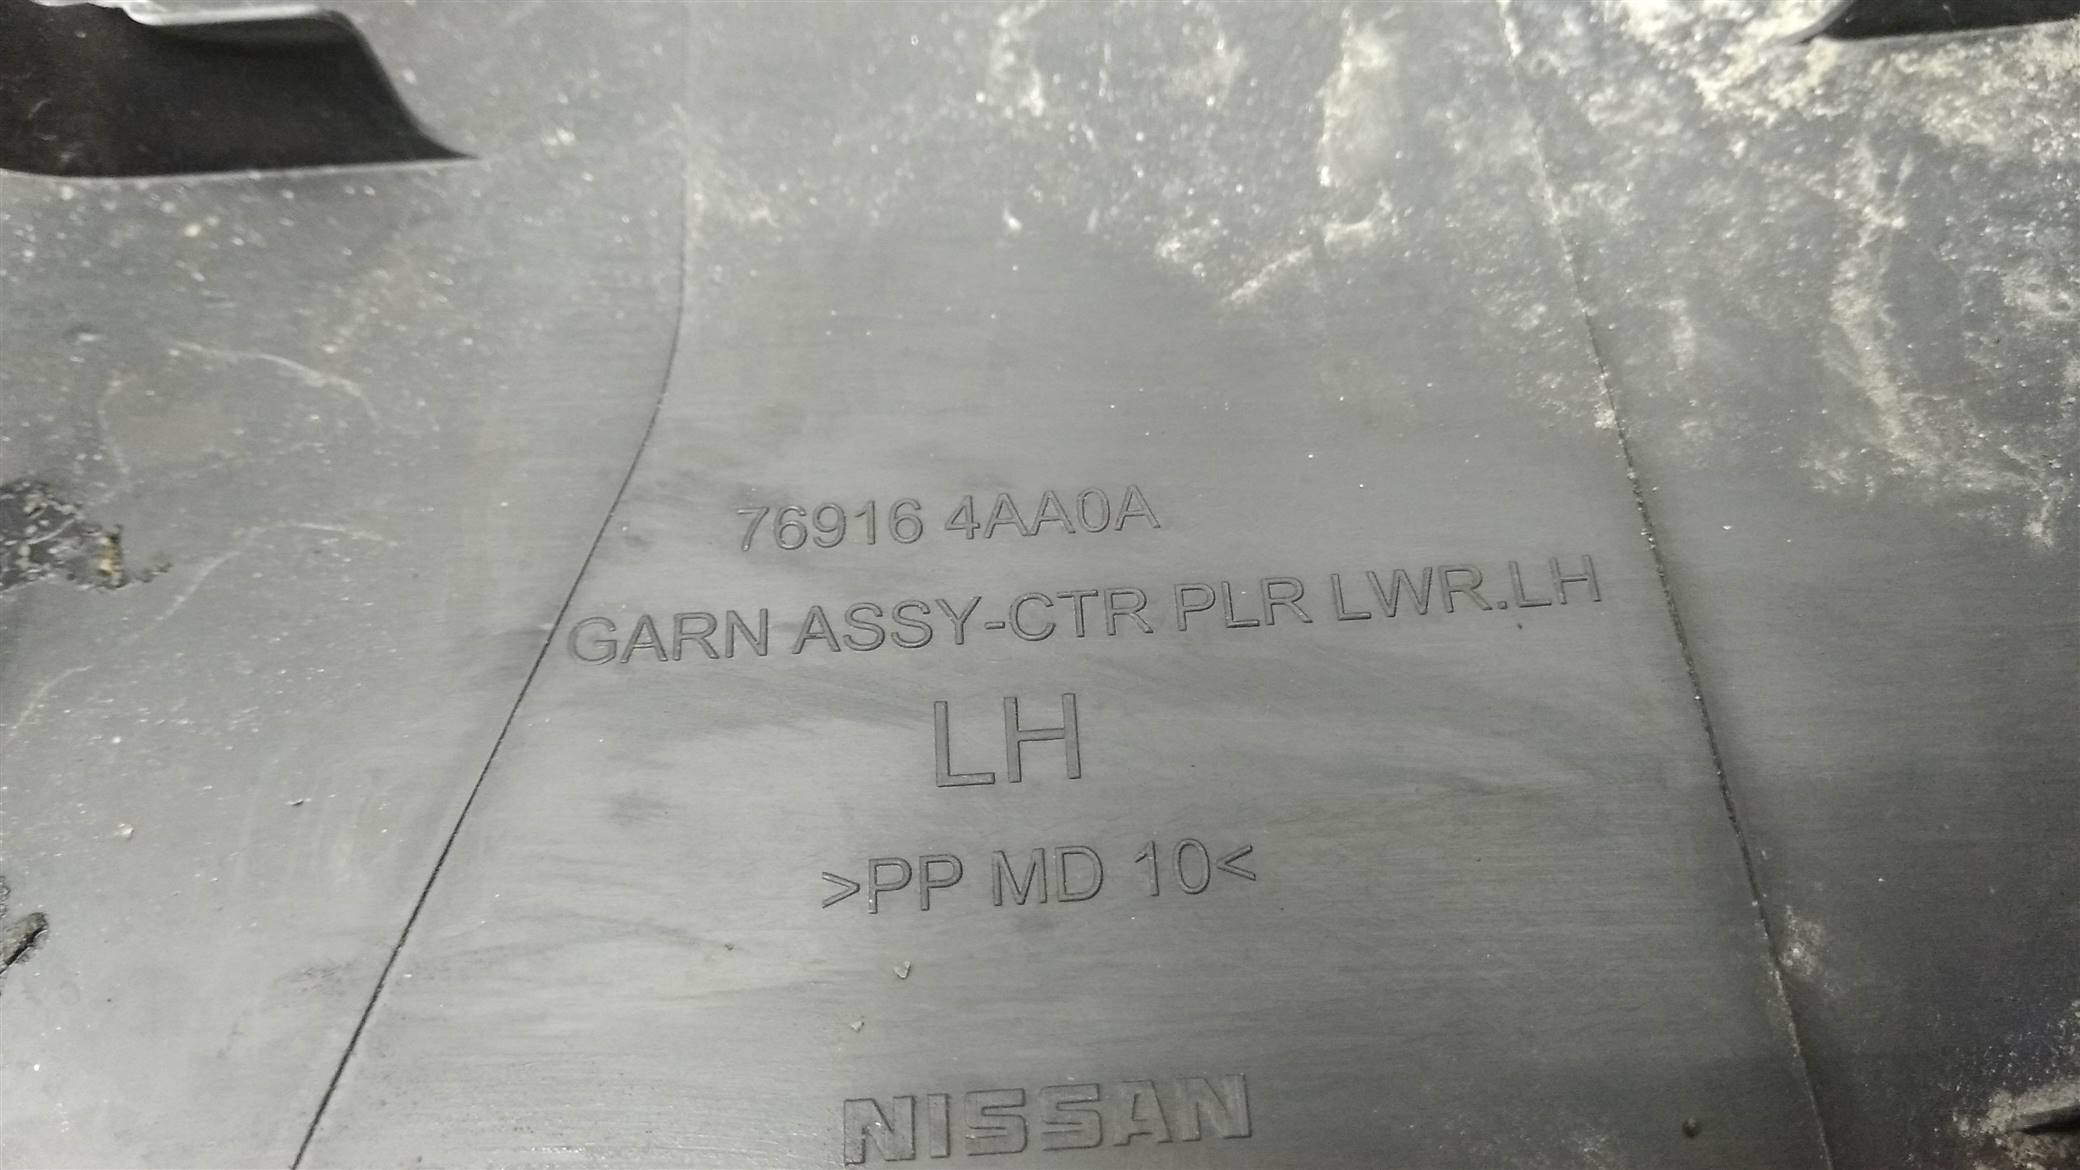 76916 4AA0A
GARN ASSY-CTR PLR LWR.LH
LH
>PP MD 10<
NISSAN